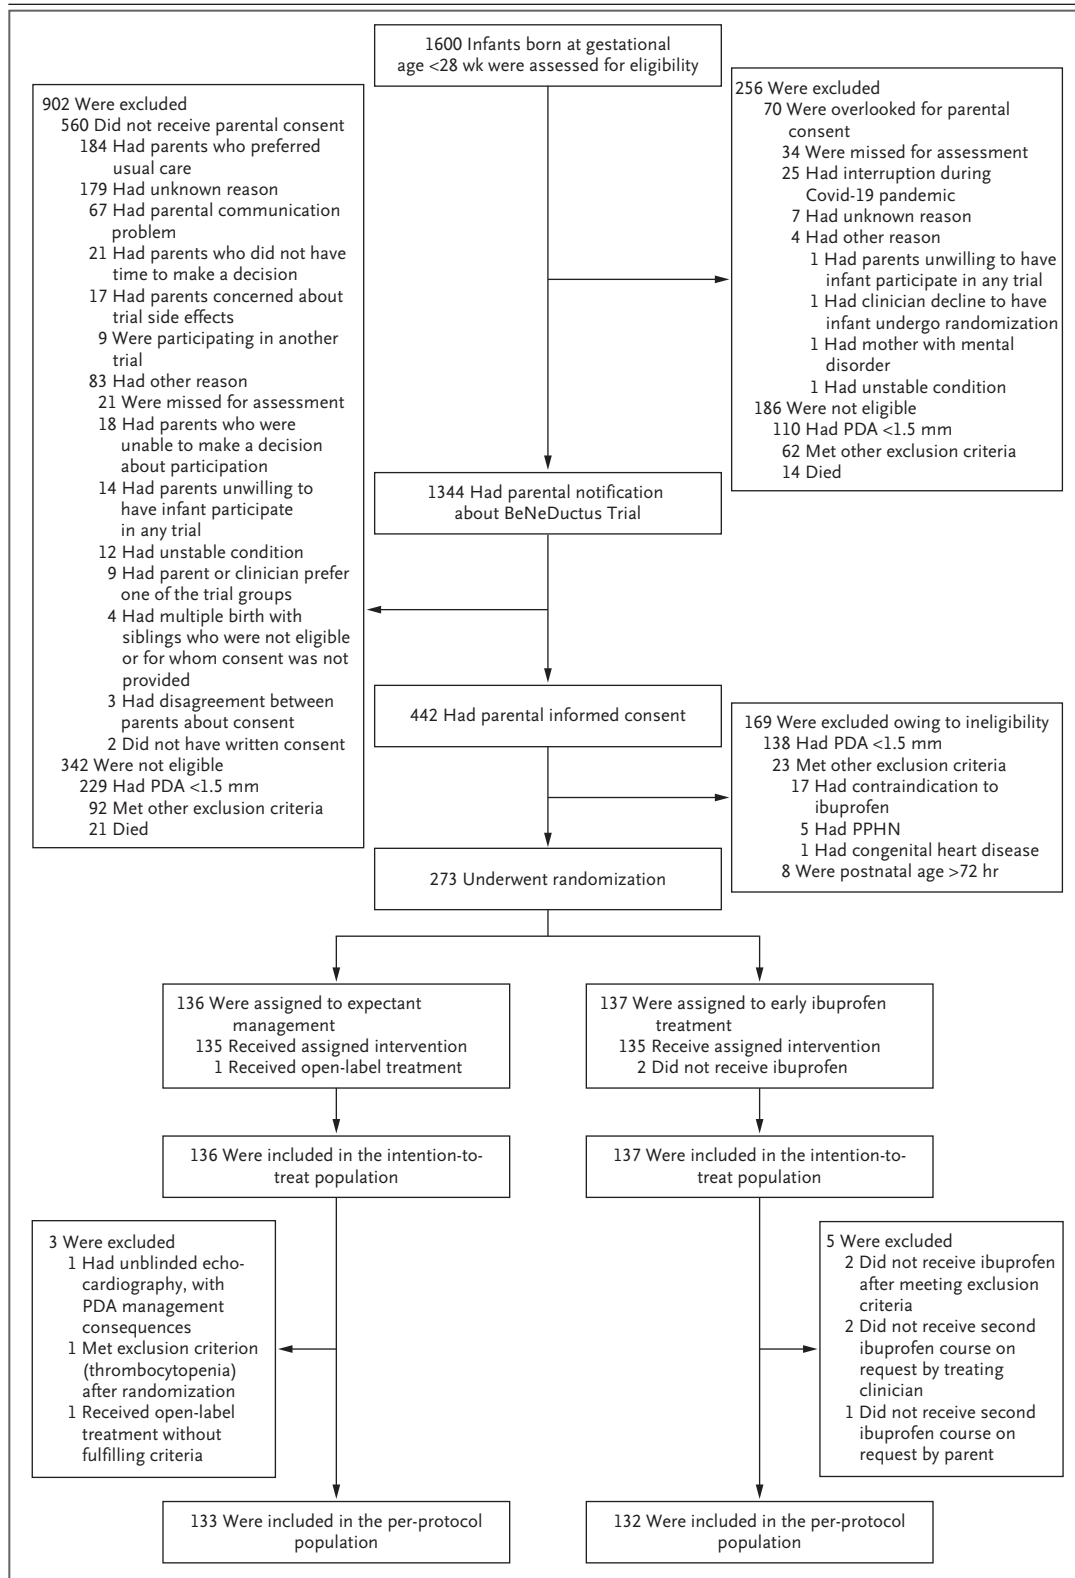 1600 Infants born at gestational
age <28 wk were assessed for eligibility
902 Were excluded
560 Did not receive parental consent
184 Had parents who preferred
usual care
179 Had unknown reason
67 Had parental communication
problem
21 Had parents who did not have
time to make a decision
17 Had parents concerned about
trial side effects
9 Were participating in another
trial
83 Had other reason
21 Were missed for assessment
18 Had parents who were
unable to make a decision
about participation
14 Had parents unwilling to
have infant participate
in any trial
12 Had unstable condition
9 Had parent or clinician prefer
one of the trial groups
4 Had multiple birth with
siblings who were not eligible
or for whom consent was not
provided
3 Had disagreement between
parents about consent
2 Did not have written consent
342 Were not eligible
229 Had PDA <1.5 mm
92 Met other exclusion criteria
21 Died
256 Were excluded
70 Were overlooked for parental
consent
34 Were missed for assessment
25 Had interruption during
Covid-19 pandemic
7 Had unknown reason
4 Had other reason
1 Had parents unwilling to have
infant participate in any trial
1 Had clinician decline to have
infant undergo randomization
1 Had mother with mental
disorder
1 Had unstable condition
186 Were not eligible
110 Had PDA <1.5 mm
62 Met other exclusion criteria
14 Died
1344 Had parental notification
about BeNeDuctus Trial
442 Had parental informed consent
169 Were excluded owing to ineligibility
138 Had PDA <1.5 mm
23 Met other exclusion criteria
17 Had contraindication to
ibuprofen
5 Had PPHN
1 Had congenital heart disease
8 Were postnatal age >72 hr
273 Underwent randomization
136 Were assigned to expectant
management
135 Received assigned intervention
1 Received open-label treatment
137 Were assigned to early ibuprofen
treatment
135 Receive assigned intervention
2 Did not receive ibuprofen
136 Were included in the intention-to-
treat population
137 Were included in the intention-to-
treat population
3 Were excluded
1 Had unblinded echo-
cardiography, with
PDA management
consequences
1 Met exclusion criterion
(thrombocytopenia)
after randomization
1 Received open-label
treatment without
fulfilling criteria
5 Were excluded
2 Did not receive ibuprofen
after meeting exclusion
criteria
2 Did not receive second
ibuprofen course on
request by treating
clinician
1 Did not receive second
ibuprofen course on
request by parent
133 Were included in the per-protocol
population
132 Were included in the per-protocol
population